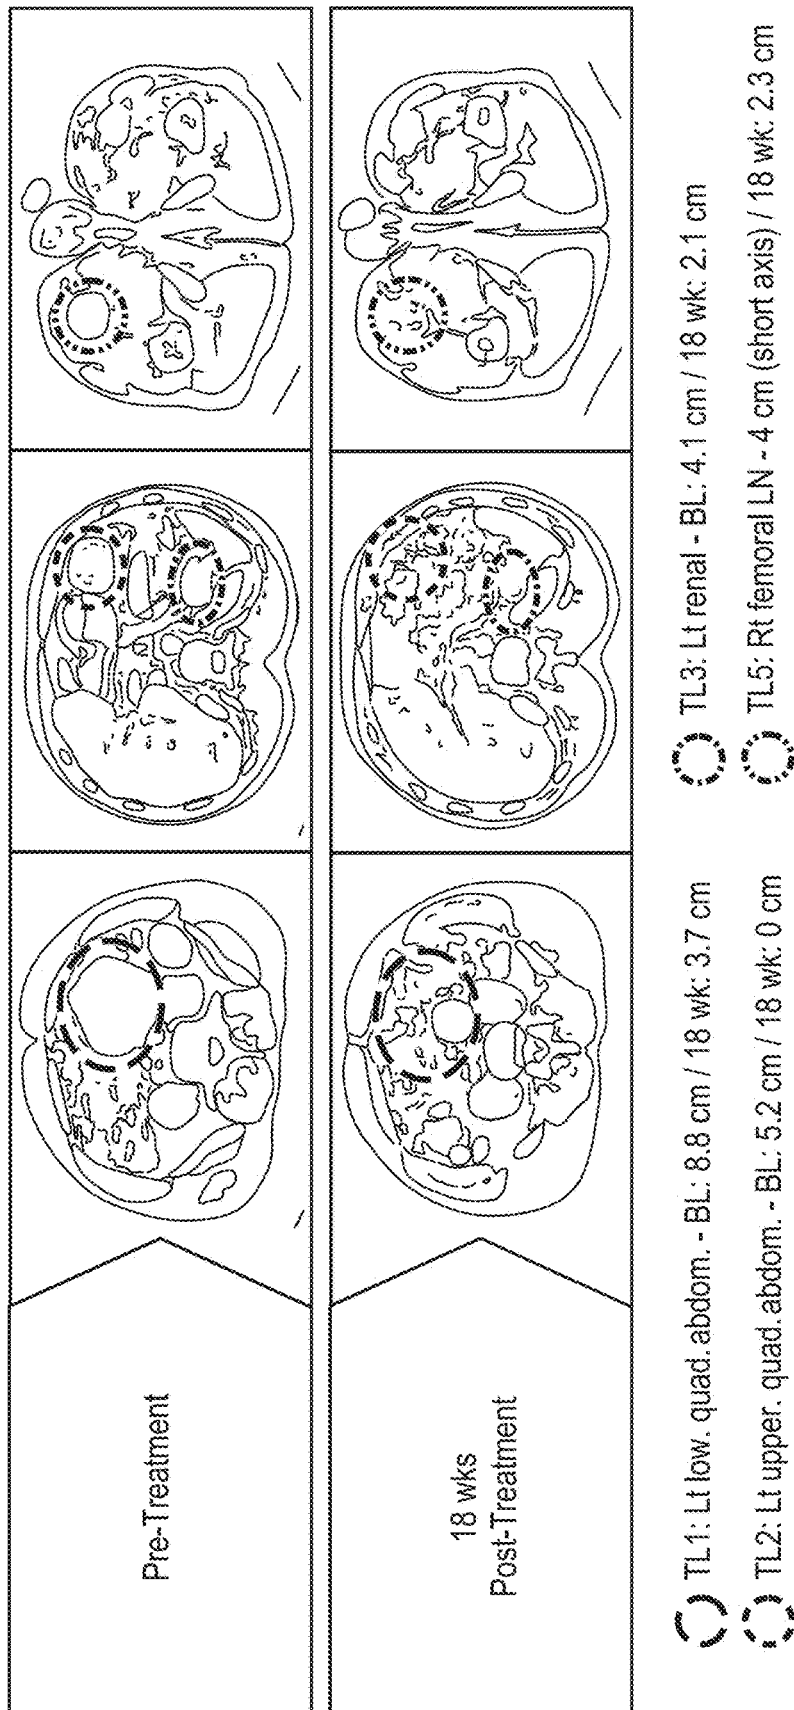 Pre-Treatment
18 wks
Post-Treatment
TL1: Lt low. quad. abdom. - BL: 8.8 cm / 18 wk: 3.7 cm
TL2: Lt upper. quad. abdom. - BL: 5.2 cm / 18 wk: 0 cm
TL3: Lt renal - BL: 4.1 cm / 18 wk: 2.1 cm
TL5: Rt femoral LN - 4 cm (short axis) / 18 wk: 2.3 cm